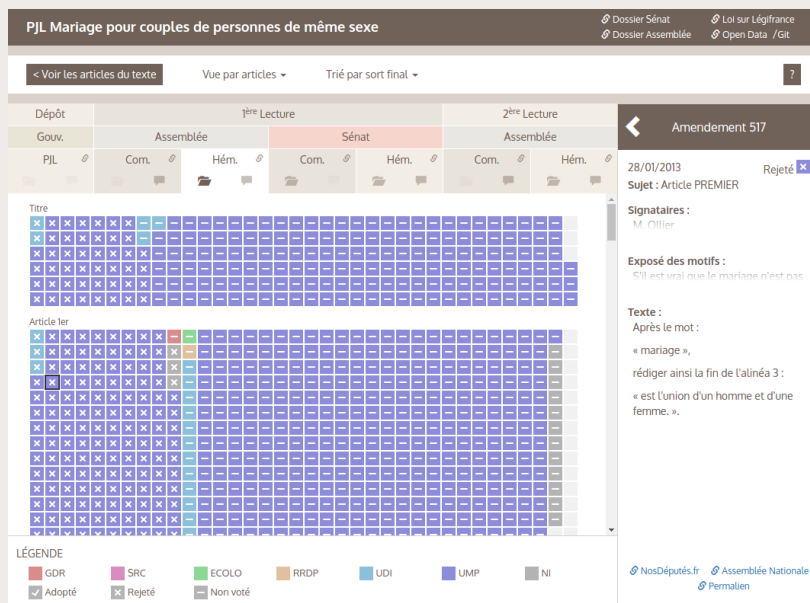 PJL Mariage pour couples de personnes de même sexe
Dossier Sénat
Loi sur Légifrance
Dossier Assemblée
Open Data /Git
< Voir les articles du texte
Vue par articles
Trié par sort final
?
Dépôt
1ère Lecture
2ère Lecture
Gouv.
Assemblée
Sénat
Assemblée
PJL
Com.
Hém.
Com.
Hém.
Com.
Hém.
Amendement 517
28/01/2013
Rejeté
Sujet : Article PREMIER
Signataires :
M. Ollier
Exposé des motifs :
S'il est vrai que le mariage n'est pas
Texte :
Après le mot :
« mariage »,
rédiger ainsi la fin de l'alinéa 3 :
« est l'union d'un homme et d'une
femme. ».
Titre
Article 1er
LÉGENDE
GDR
SRC
ECOLO
RRDP
UDI
UMP
NI
Adopté
Rejeté
Non voté
NosDéputés.fr
Assemblée Nationale
Permalien